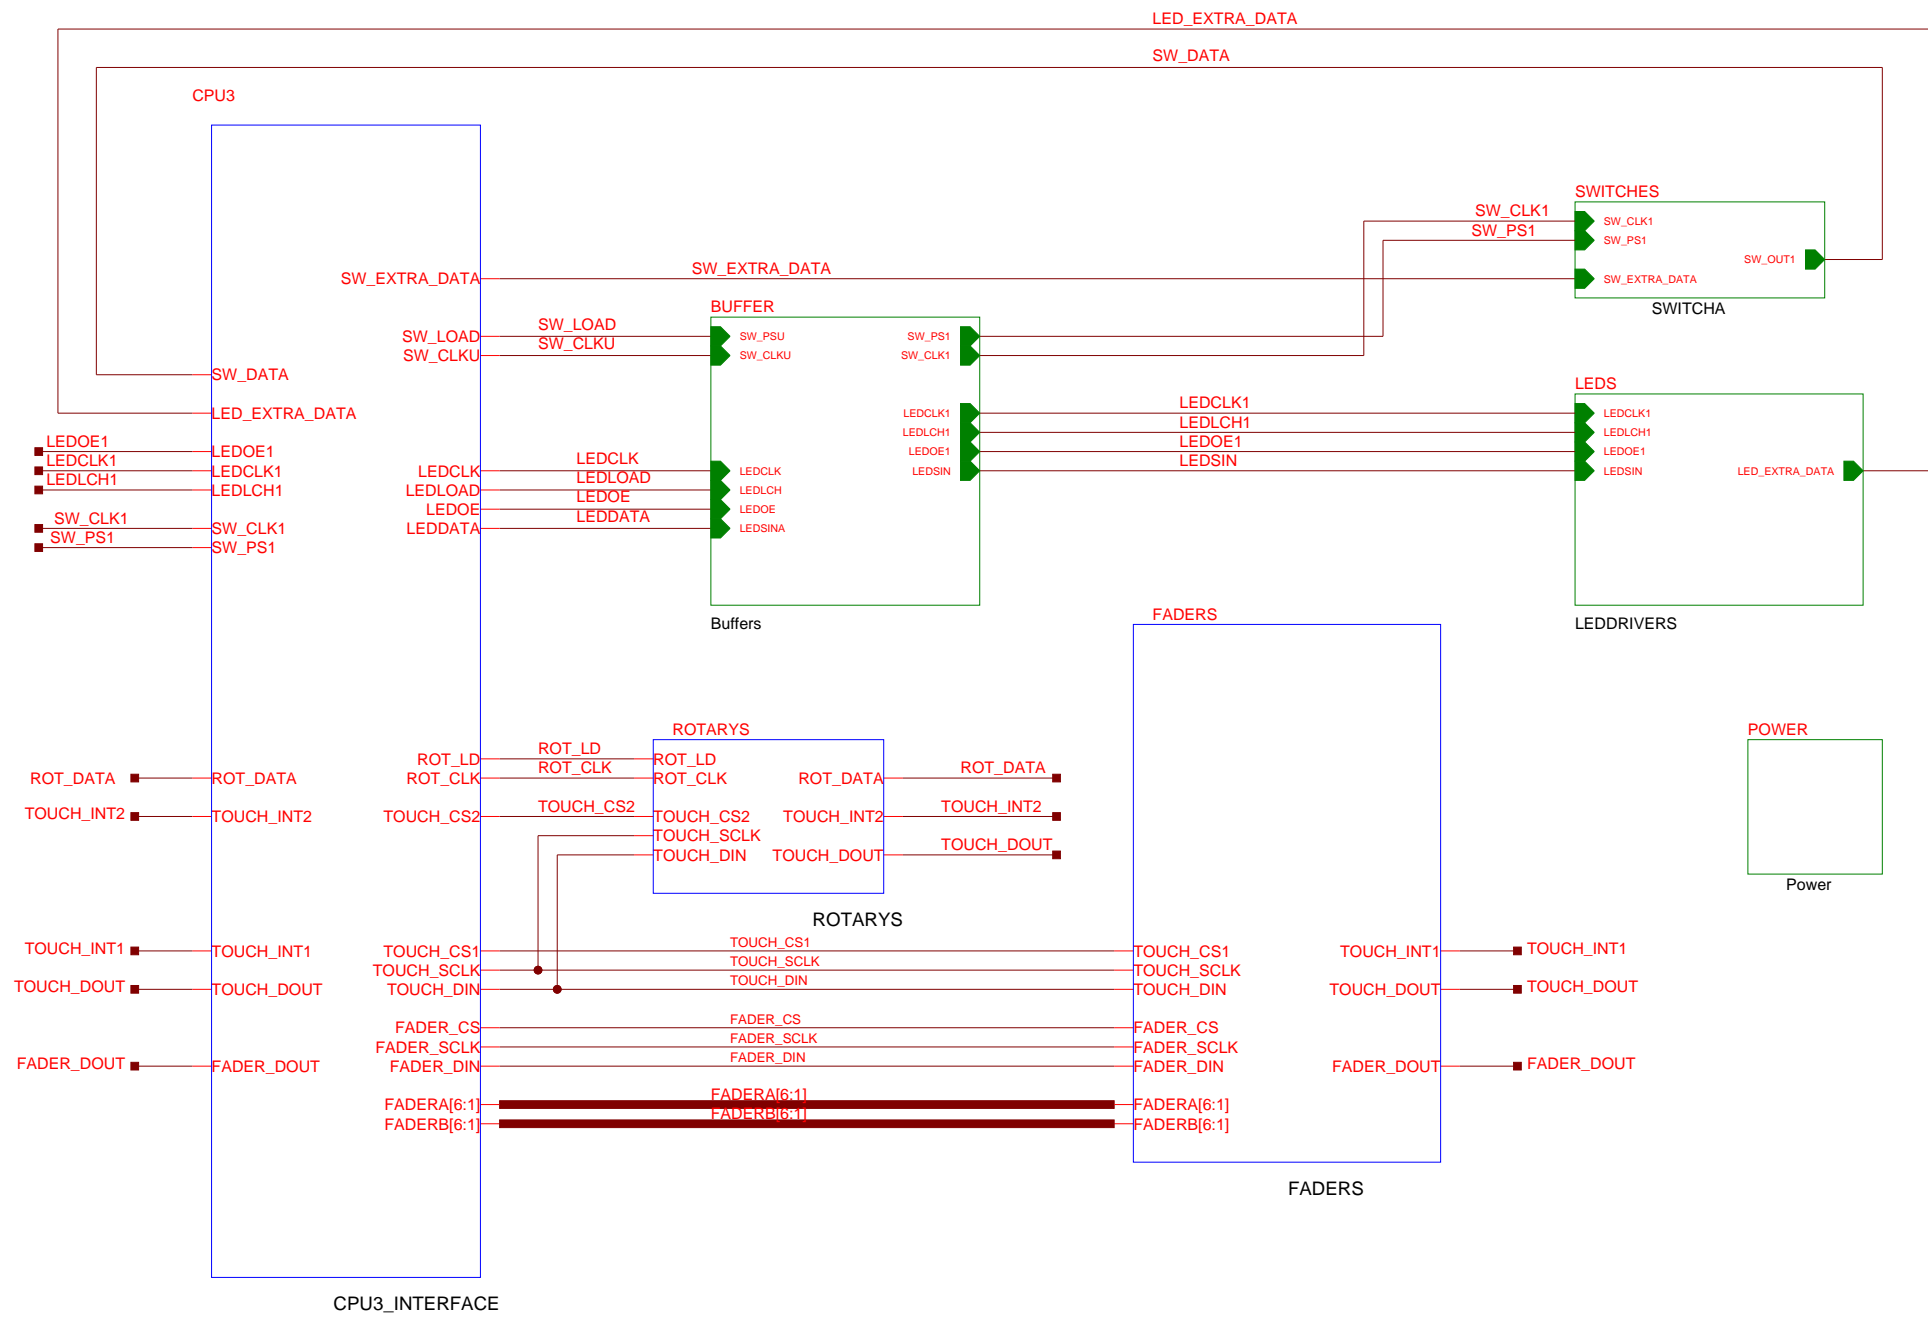 LED_EXTRA_DATA
SW_DATA
CPU3
SWITCHES
SW_CLK1
SW_CLK1
SW_PS1
SW_PS1
SW_OUT1
SW_EXTRA_DATA
SW_EXTRA_DATA
SW_EXTRA_DATA
SWITCHA
BUFFER
SW_LOAD
SW_LOAD
SW_PSU
SW_PS1
SW_CLKU
SW_CLKU
SW_CLKU
SW_CLK1
SW_DATA
LED_EXTRA_DATA
LEDS
LEDCLK1
LEDCLK1
LEDCLK1
LEDLCH1
LEDLCH1
LEDLCH1
LEDOE1
LEDOE1
LEDOE1
LEDSIN
LEDSIN
LEDSIN
LED_EXTRA_DATA
LEDOE1
LEDOE1
LEDCLK1
LEDCLK1
LEDLCH1
LEDLCH1
SW_CLK1
SW_CLK1
SW_PS1
SW_PS1
LEDCLK
LEDCLK
LEDCLK
LEDLOAD
LEDLOAD
LEDLCH
LEDOE
LEDOE
LEDOE
LEDDATA
LEDDATA
LEDSINA
Buffers
LEDDRIVERS
FADERS
ROTARYS
POWER
ROT_LD
ROT_LD
ROT_LD
ROT_CLK
ROT_CLK
ROT_CLK
ROT_DATA
ROT_DATA
ROT_DATA
ROT_DATA
TOUCH_INT2
TOUCH_INT2
TOUCH_CS2
TOUCH_CS2
TOUCH_CS2
TOUCH_INT2
TOUCH_INT2
TOUCH_SCLK
TOUCH_DIN
TOUCH_DOUT
TOUCH_DOUT
Power
ROTARYS
TOUCH_INT1
TOUCH_INT1
TOUCH_CS1
TOUCH_CS1
TOUCH_CS1
TOUCH_INT1
TOUCH_INT1
TOUCH_SCLK
TOUCH_SCLK
TOUCH_SCLK
TOUCH_DOUT
TOUCH_DOUT
TOUCH_DIN
TOUCH_DIN
TOUCH_DIN
TOUCH_DOUT
TOUCH_DOUT
FADER_CS
FADER_CS
FADER_CS
FADER_SCLK
FADER_SCLK
FADER_SCLK
FADER_DOUT
FADER_DOUT
FADER_DIN
FADER_DIN
FADER_DIN
FADER_DOUT
FADER_DOUT
FADERA[6:1]
FADERA[6:1]
FADERA[6:1]
FADERB[6:1]
FADERB[6:1]
FADERB[6:1]
FADERS
CPU3_INTERFACE